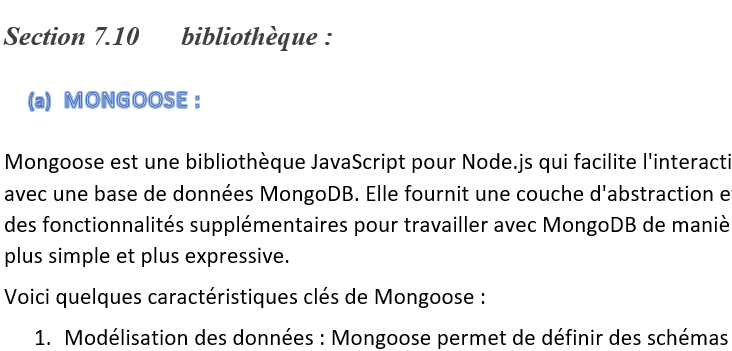 Section 7.10 bibliothèque :
(a) MONGOOSE :
Mongoose est une bibliothèque JavaScript pour Node.js qui facilite l'interacti
avec une base de données MongoDB. Elle fournit une couche d'abstraction e
des fonctionnalités supplémentaires pour travailler avec MongoDB de maniè
plus simple et plus expressive.
Voici quelques caractéristiques clés de Mongoose :
1. Modélisation des données : Mongoose permet de définir des schémas